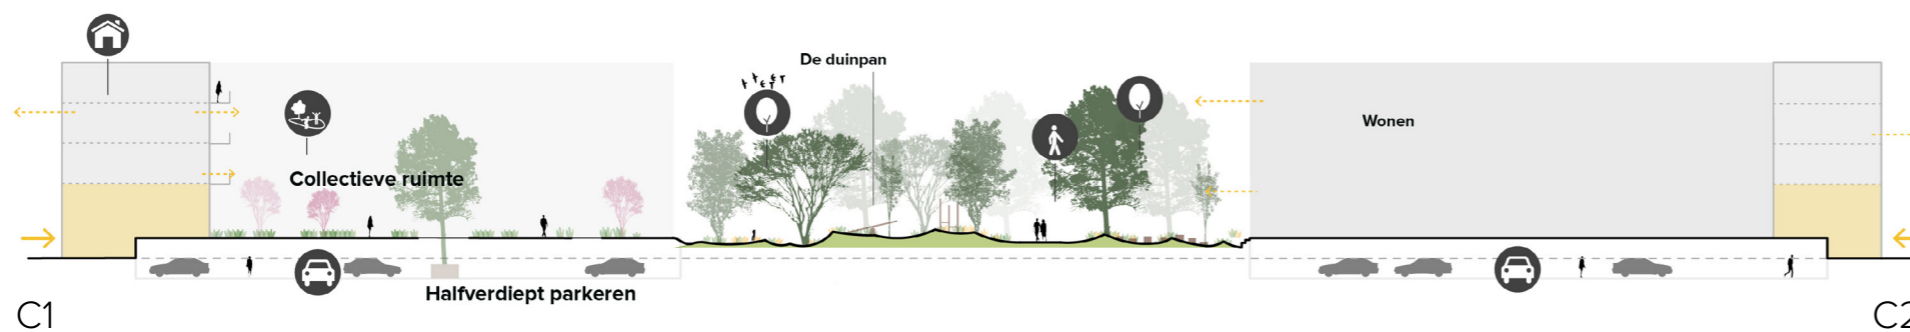 De duinpan
Wonen
Collectieve ruimte
Halfverdiept parkeren
C1
C2